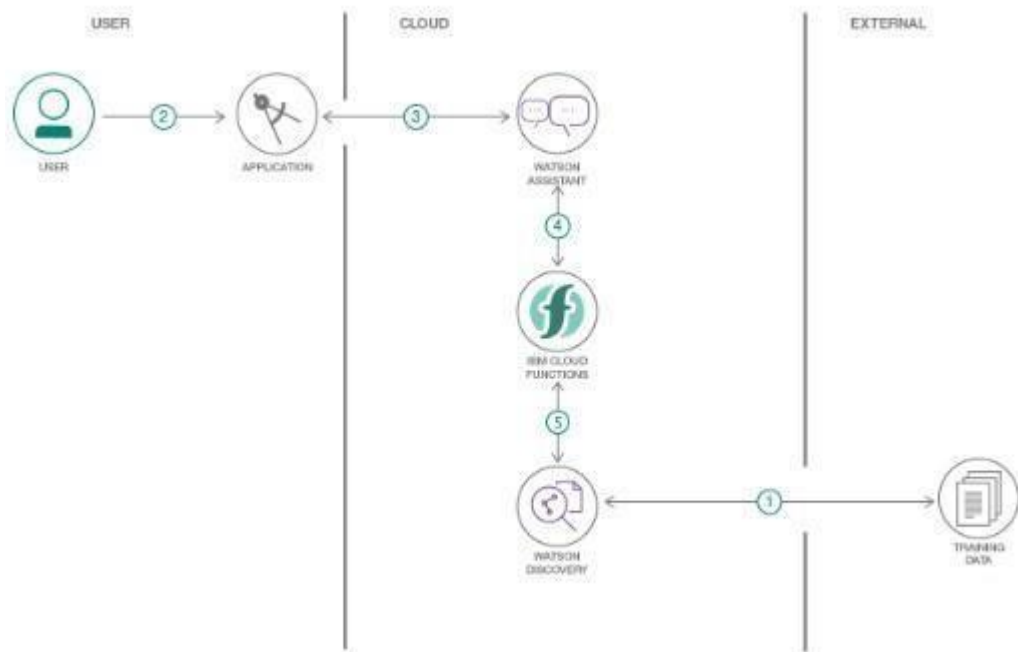 USER
CLOUD
EXTERNAL
2
3
USER
APPLICATION
WATSON
ASSISTANT
4
IBM CLOUD
FUNCTIONS
5
1
WATSON
DISCOVERY
TRAINING
DATA